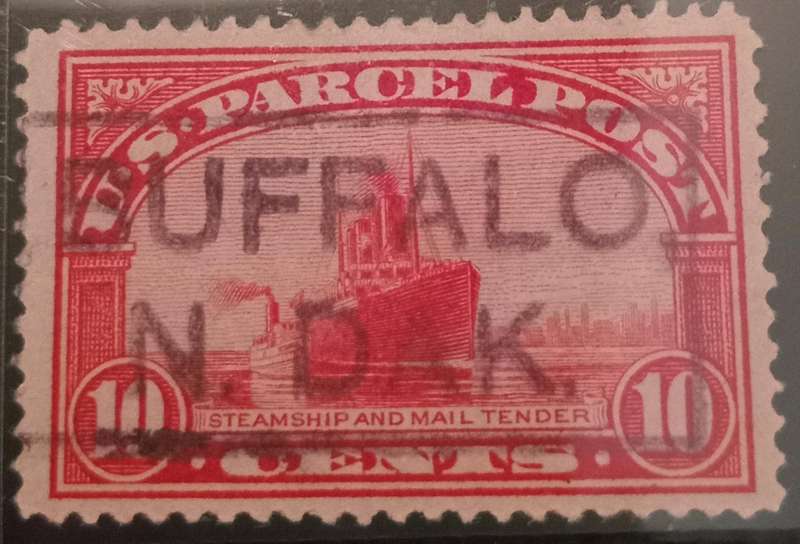 U.S. PARCEL POST
BUFFALO
N. DAK.
10
STEAMSHIP AND MAIL TENDER
10
CENTS